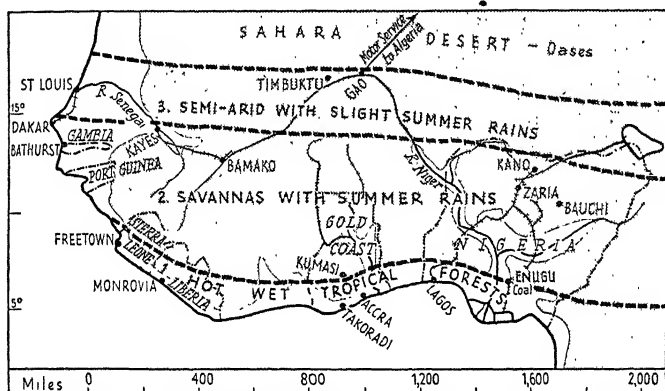 SAHARA DESERT – Oases
Motor Service to Algeria
ST LOUIS
R. Senegal
TIMBUKTU
GAO
15°
3. SEMI-ARID WITH SLIGHT SUMMER RAINS
DAKAR
GAMBIA
BATHURST
KAYES
PORT GUINEA
BAMAKO
R. Niger
KANO
ZARIA
BAUCHI
2. SAVANNAS WITH SUMMER RAINS
GOLD COAST
NIGERIA
FREETOWN
SIERRA LEONE
LIBERIA
MONROVIA
1. HOT WET TROPICAL FORESTS
KUMASI
ENUGU
Coal
5°
ACCRA
TAKORADI
LAGOS
Miles 0 400 800 1,200 1,600 2,000